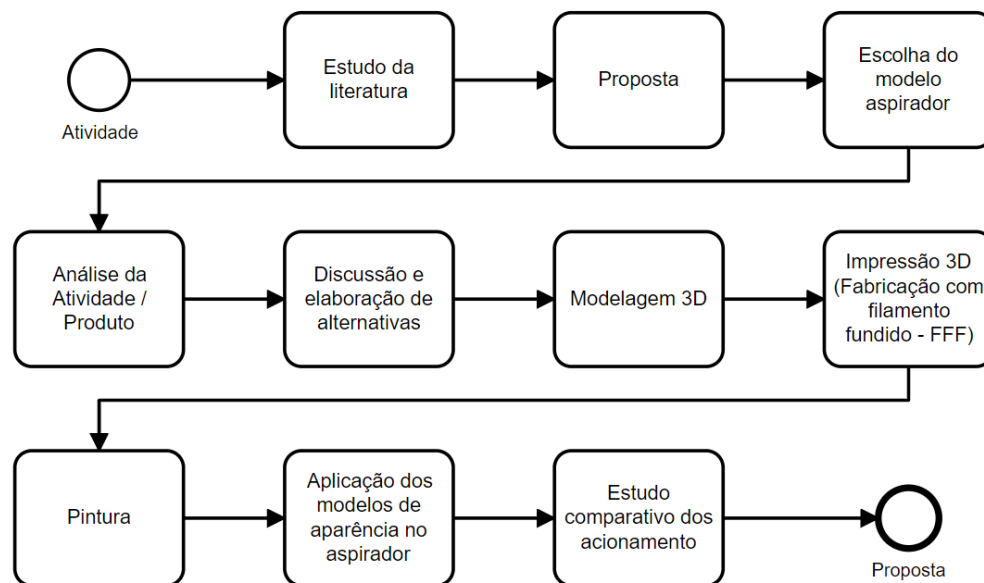 Atividade
Estudo da
literatura
Proposta
Escolha do
modelo
aspirador
Análise da
Atividade /
Produto
Discussão e
elaboração de
alternativas
Modelagem 3D
Impressão 3D
(Fabricação com
filamento
fundido - FFF)
Pintura
Aplicação dos
modelos de
aparência no
aspirador
Estudo
comparativo dos
acionamento
Proposta